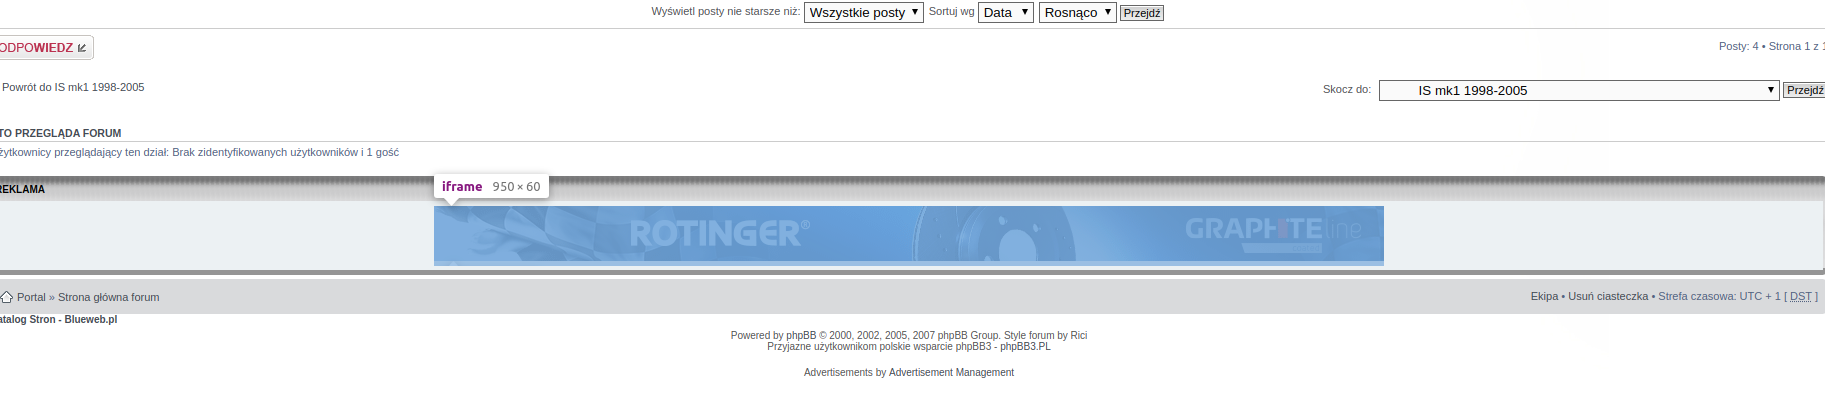 Wyświetl posty nie starsze niż: Wszystkie posty Sortuj wg Data Rosnąco Przejdź
ODPOWIEDZ
Posty: 4 • Strona 1 z 1
Powrót do IS mk1 1998-2005
Skocz do: IS mk1 1998-2005 Przejdź
TO PRZEGLĄDA FORUM
żytkownicy przeglądający ten dział: Brak zidentyfikowanych użytkowników i 1 gość
REKLAMA
iframe 950 × 60
ROTINGER®
GRAPHITE line
Portal » Strona główna forum
Ekipa • Usuń ciasteczka • Strefa czasowa: UTC + 1 [ DST ]
atalog Stron - Blueweb.pl
Powered by phpBB © 2000, 2002, 2005, 2007 phpBB Group. Style forum by Rici
Przyjazne użytkownikom polskie wsparcie phpBB3 - phpBB3.PL
Advertisements by Advertisement Management